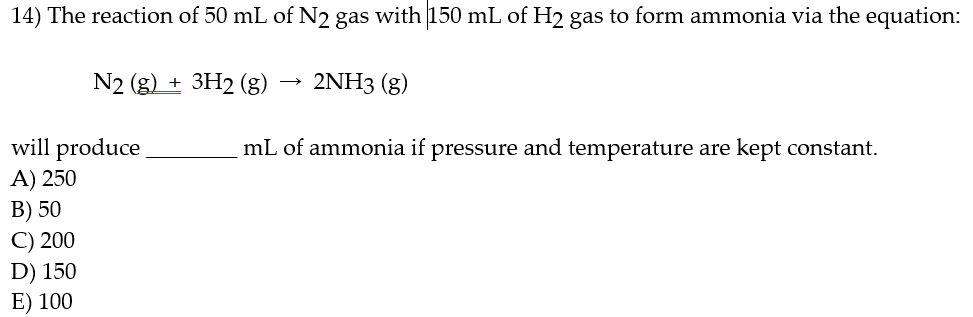 14) The reaction of 50 mL of N2 gas with 150 mL of H2 gas to form ammonia via the equation:
N2 (g) + 3H2 (g) → 2NH3 (g)
will produce ________ mL of ammonia if pressure and temperature are kept constant.
A) 250
B) 50
C) 200
D) 150
E) 100